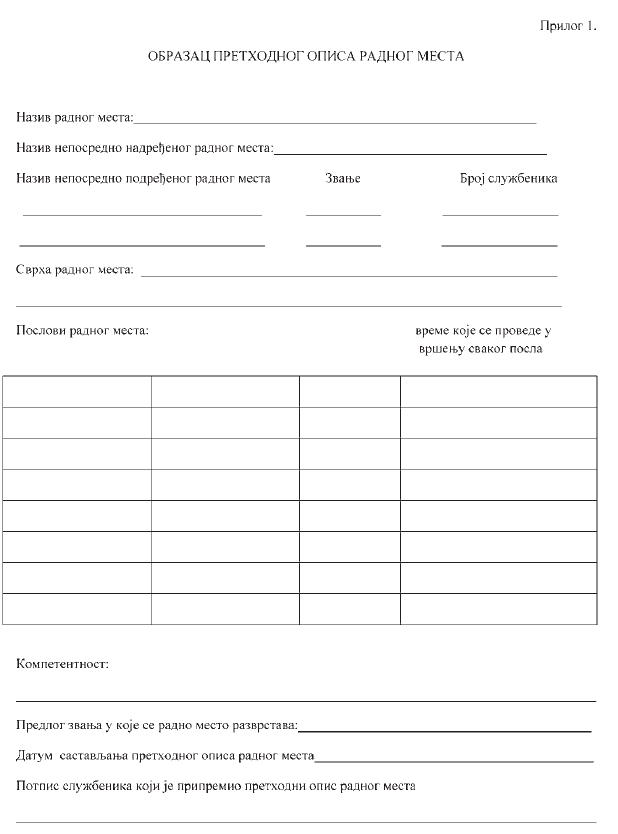 Прилог 1.
ОБРАЗАЦ ПРЕТХОДНОГ ОПИСА РАДНОГ МЕСТА
Назив радног места:
Назив непосредно надређеног радног места:
Назив непосредно подређеног радног места Звање Број службеника
Сврха радног места:
Послови радног места: време које се проведе у
вршењу сваког посла
Компетентност:
Предлог звања у које се радно место разврстава:
Датум састављања претходног описа радног места
Потпис службеника који је припремио претходни опис радног места